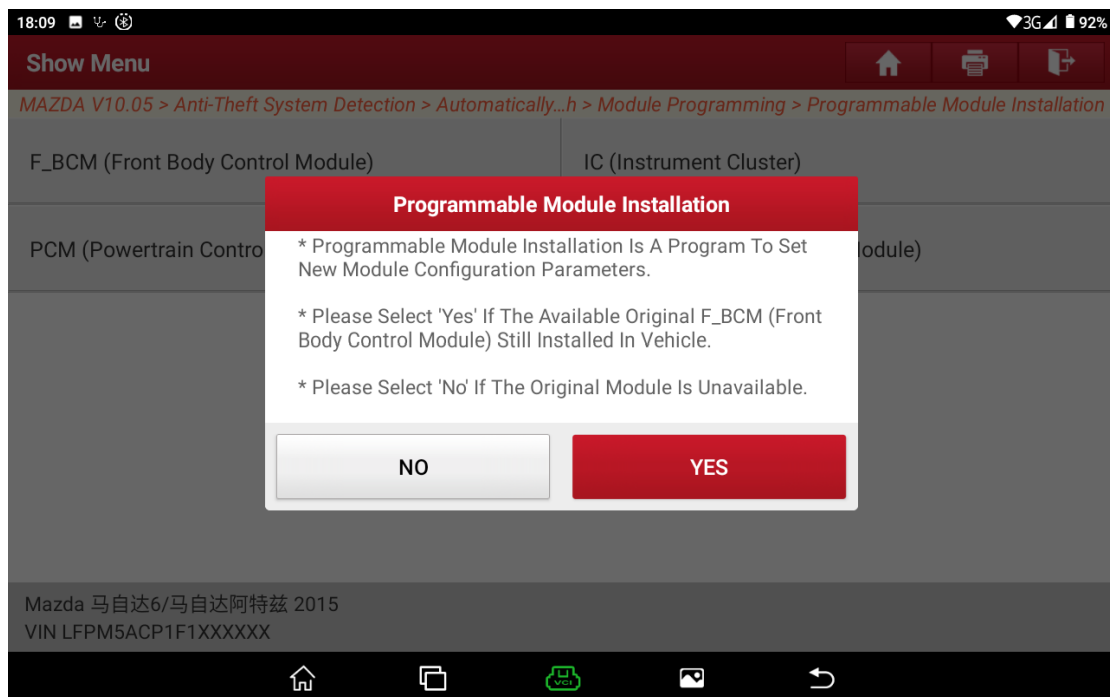 18:09 3G 92%
Show Menu
MAZDA V10.05 > Anti-Theft System Detection > Automatically...h > Module Programming > Programmable Module Installation
F_BCM (Front Body Control Module)
IC (Instrument Cluster)
Programmable Module Installation
PCM (Powertrain Contro
odule)
* Programmable Module Installation Is A Program To Set
New Module Configuration Parameters.
* Please Select 'Yes' If The Available Original F_BCM (Front
Body Control Module) Still Installed In Vehicle.
* Please Select 'No' If The Original Module Is Unavailable.
NO
YES
Mazda 马自达6/马自达阿特兹 2015
VIN LFPM5ACP1F1XXXXXX
VCI